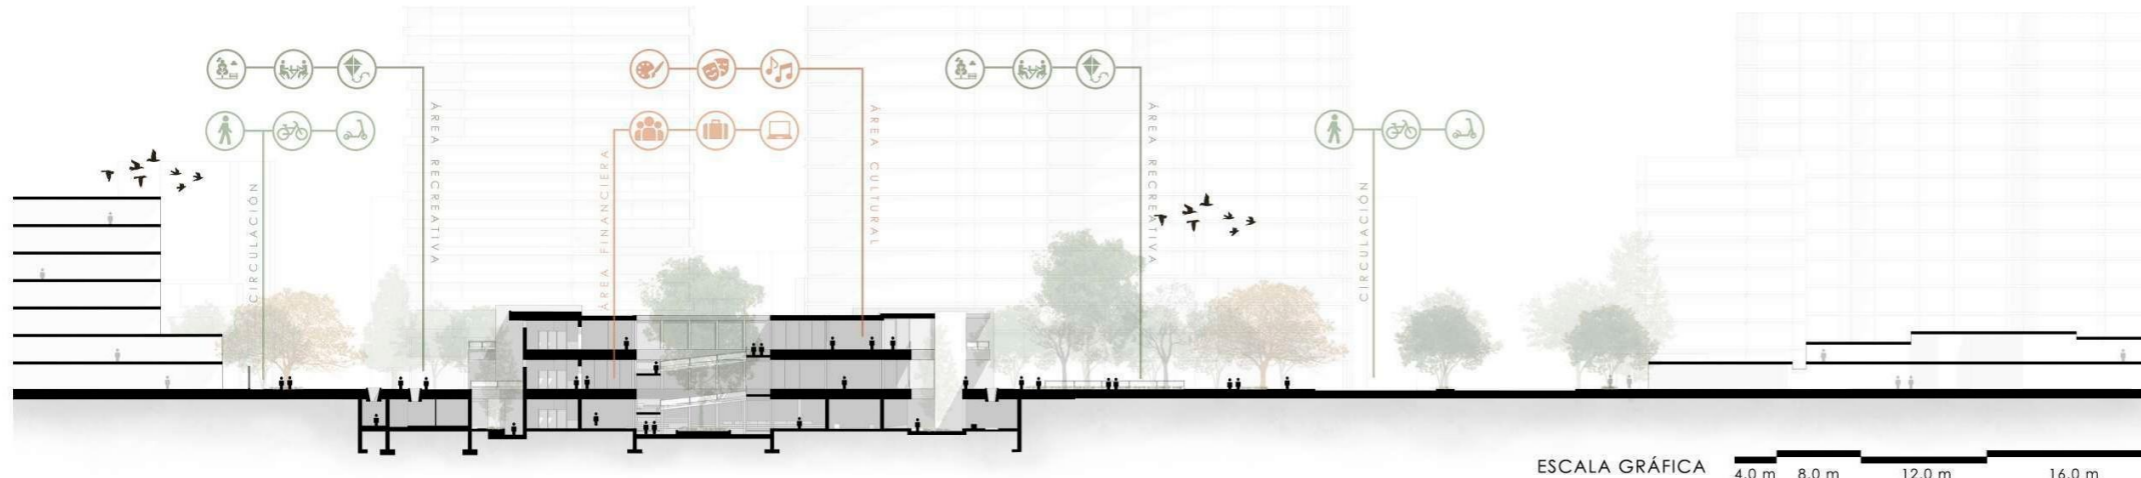 CIRCULACIÓN
ÁREA RECREATIVA
ÁREA FINANCIERA
ÁREA CULTURAL
ÁREA RECREATIVA
CIRCULACIÓN
ESCALA GRÁFICA
4.0 m 8.0 m 12.0 m 16.0 m